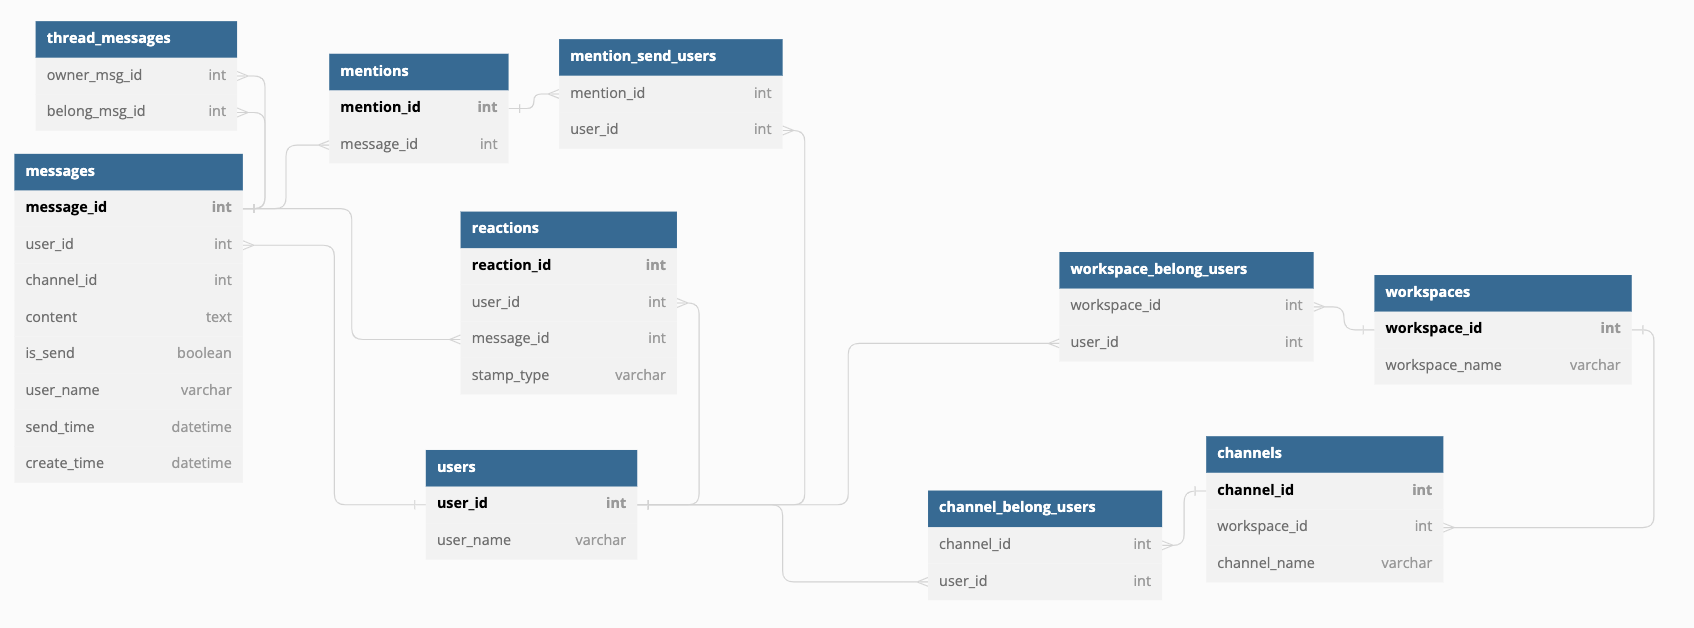 thread_messages
owner_msg_id int
belong_msg_id int
messages
message_id int
user_id int
channel_id int
content text
is_send boolean
user_name varchar
send_time datetime
create_time datetime
mentions
mention_id int
message_id int
mention_send_users
mention_id int
user_id int
reactions
reaction_id int
user_id int
message_id int
stamp_type varchar
users
user_id int
user_name varchar
workspace_belong_users
workspace_id int
user_id int
workspaces
workspace_id int
workspace_name varchar
channel_belong_users
channel_id int
user_id int
channels
channel_id int
workspace_id int
channel_name varchar